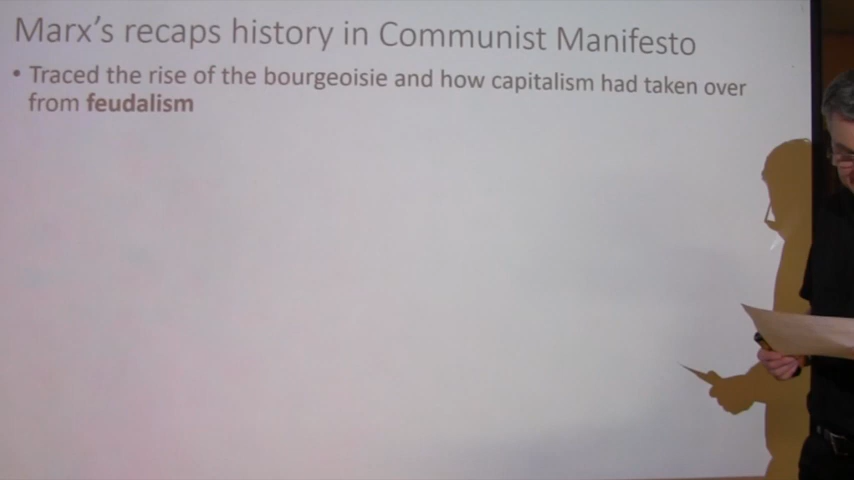 Marx's recaps history in Communist Manifesto
• Traced the rise of the bourgeoisie and how capitalism had taken over
from feudalism